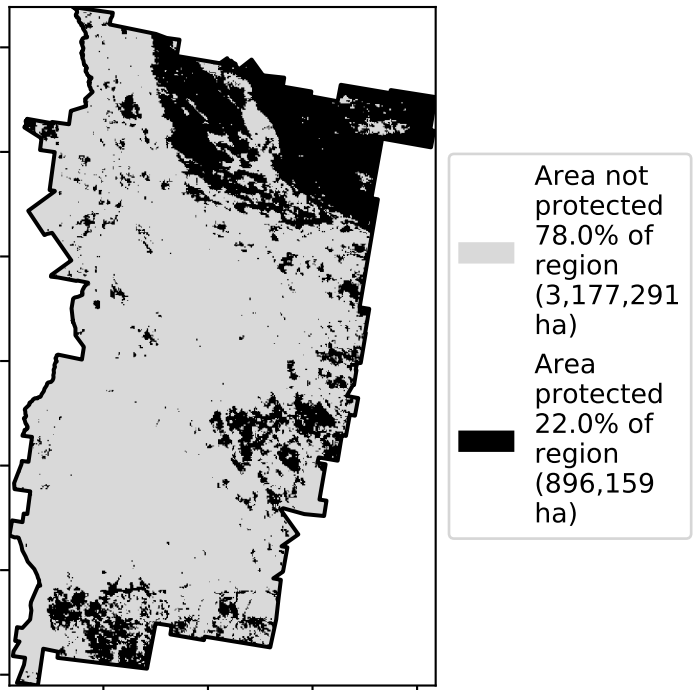 Area not
protected
78.0% of
region
(3,177,291
ha)
Area
protected
22.0% of
region
(896,159
ha)